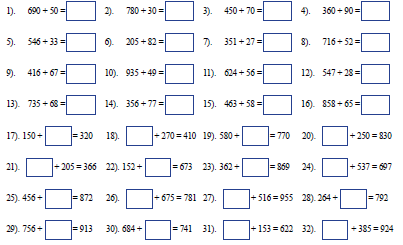 1). 690 + 50 = 2). 780 + 30 = 3). 450 + 70 = 4). 360 + 90 =
5). 546 + 33 = 6). 205 + 82 = 7). 351 + 27 = 8). 716 + 52 =
9). 416 + 67 = 10). 935 + 49 = 11). 624 + 56 = 12). 547 + 28 =
13). 735 + 68 = 14). 356 + 77 = 15). 463 + 58 = 16). 858 + 65 =
17). 150 + = 320 18). + 270 = 410 19). 580 + = 770 20). + 250 = 830
21). + 205 = 366 22). 152 + = 673 23). 362 + = 869 24). + 537 = 697
25). 456 + = 872 26). + 675 = 781 27). + 516 = 955 28). 264 + = 792
29). 756 + = 913 30). 684 + = 741 31). + 153 = 622 32). + 385 = 924